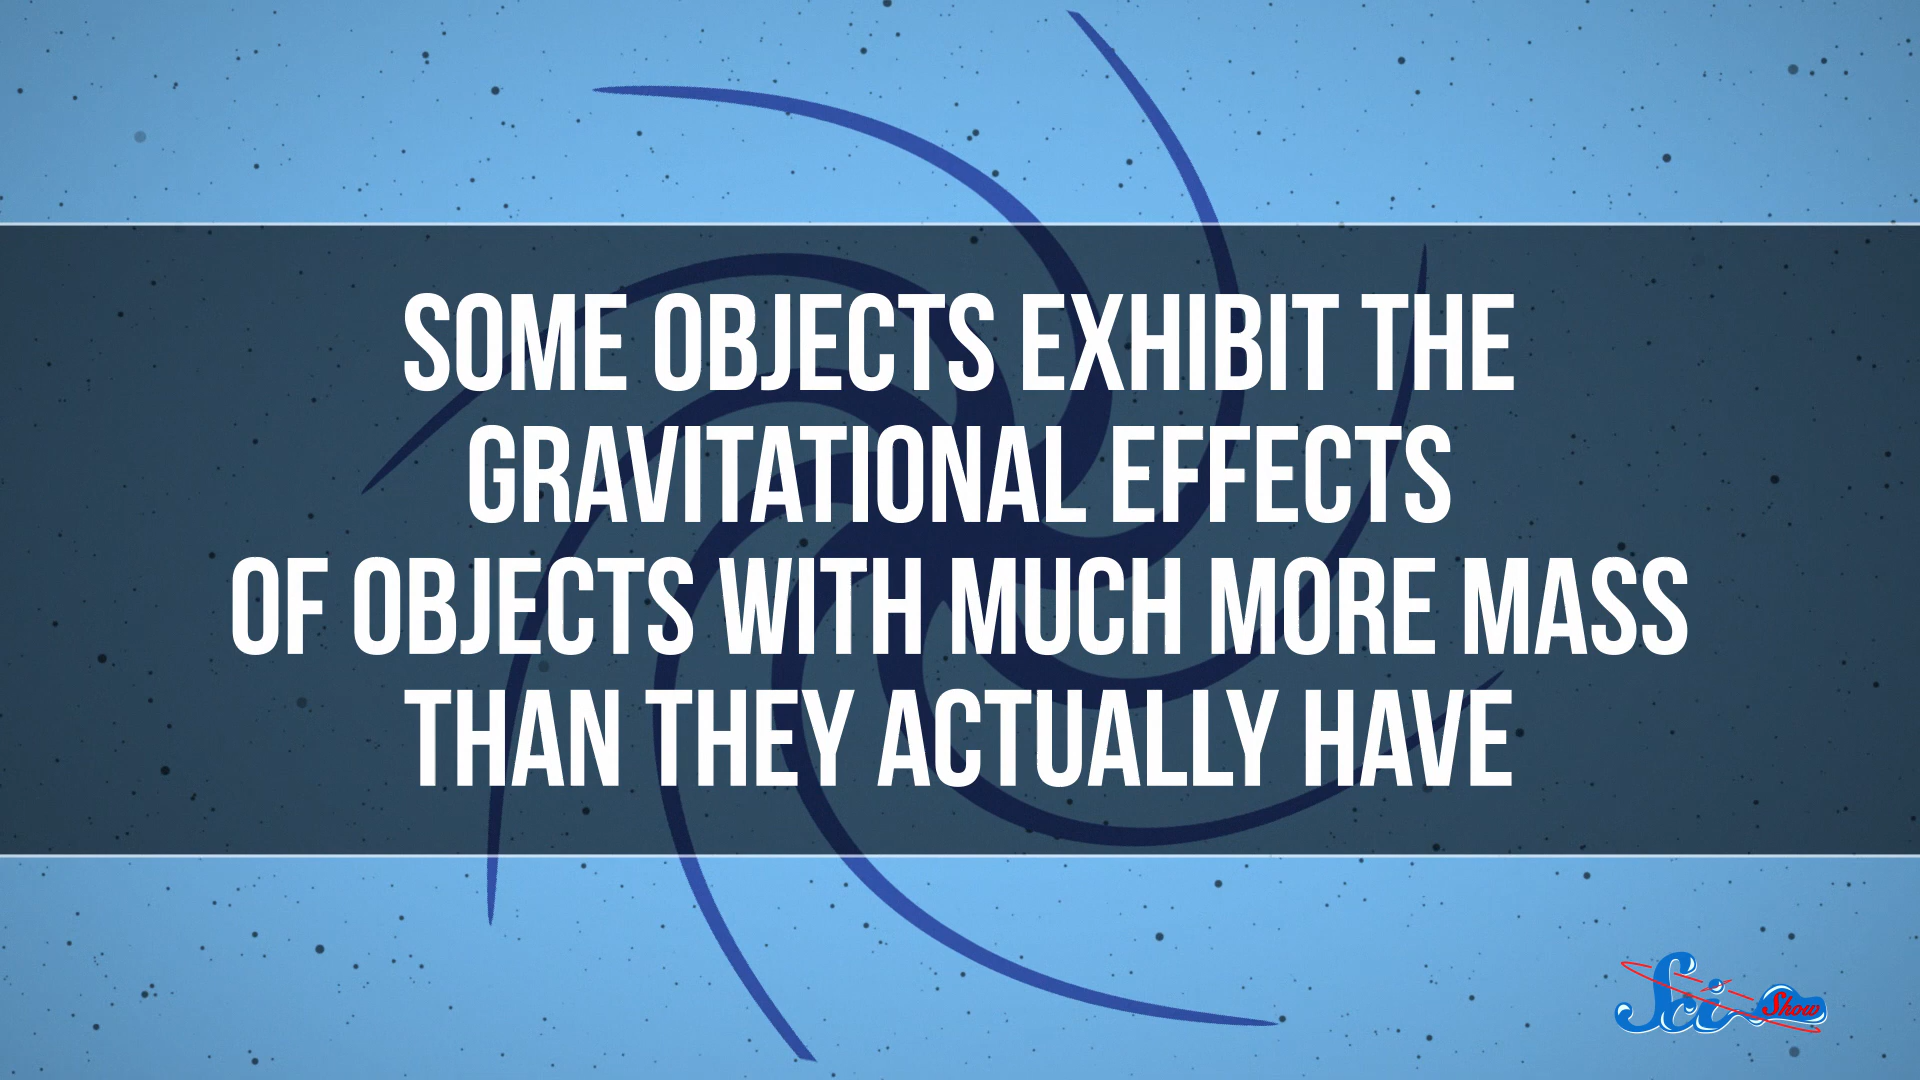 SOME OBJECTS EXHIBIT THE
GRAVITATIONAL EFFECTS
OF OBJECTS WITH MUCH MORE MASS
THAN THEY ACTUALLY HAVE
Sci Show